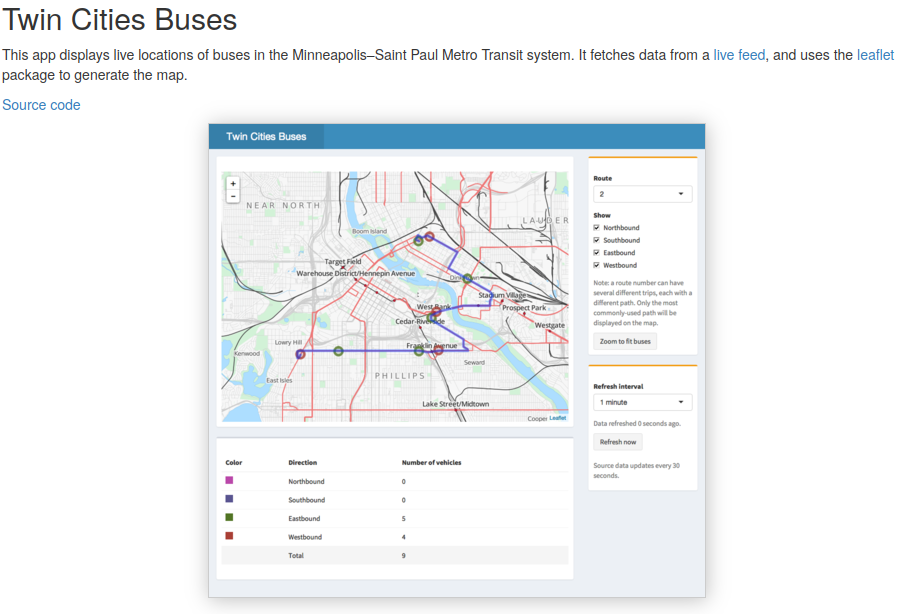 Twin Cities Buses
This app displays live locations of buses in the Minneapolis–Saint Paul Metro Transit system. It fetches data from a live feed, and uses the leaflet
package to generate the map.
Source code
Twin Cities Buses
+
−
NEAR NORTH
LAUDER
Boom Island
Target Field
Warehouse District/Hennepin Avenue
Stadium Village
West Bank
Prospect Park
Cedar-Riverside
Westgate
Lowry Hill
Franklin Avenue
Kenwood
Seward
East Isles
PHILLIPS
Lake Street/Midtown
Cooper Leaflet
Route
2
Show
Northbound
Southbound
Eastbound
Westbound
Note: a route number can have
several different trips, each with a
different path. Only the most
commonly-used path will be
displayed on the map.
Zoom to fit buses
Refresh interval
1 minute
Data refreshed 0 seconds ago.
Refresh now
Source data updates every 30
seconds.
Color Direction Number of vehicles
Northbound 0
Southbound 0
Eastbound 5
Westbound 4
Total 9